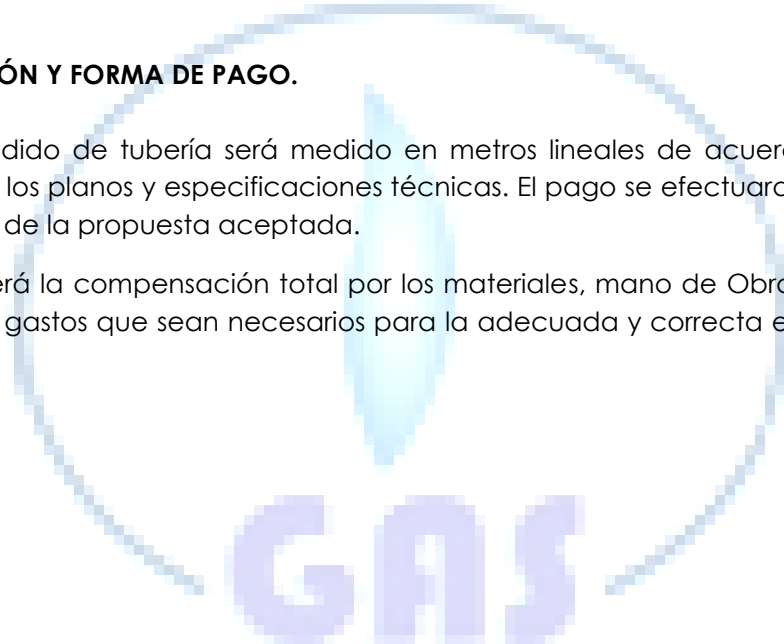 ÓN Y FORMA DE PAGO.
dido de tubería será medido en metros lineales de acuer
los planos y especificaciones técnicas. El pago se efectuar
de la propuesta aceptada.
erá la compensación total por los materiales, mano de Obr
gastos que sean necesarios para la adecuada y correcta e
GAS